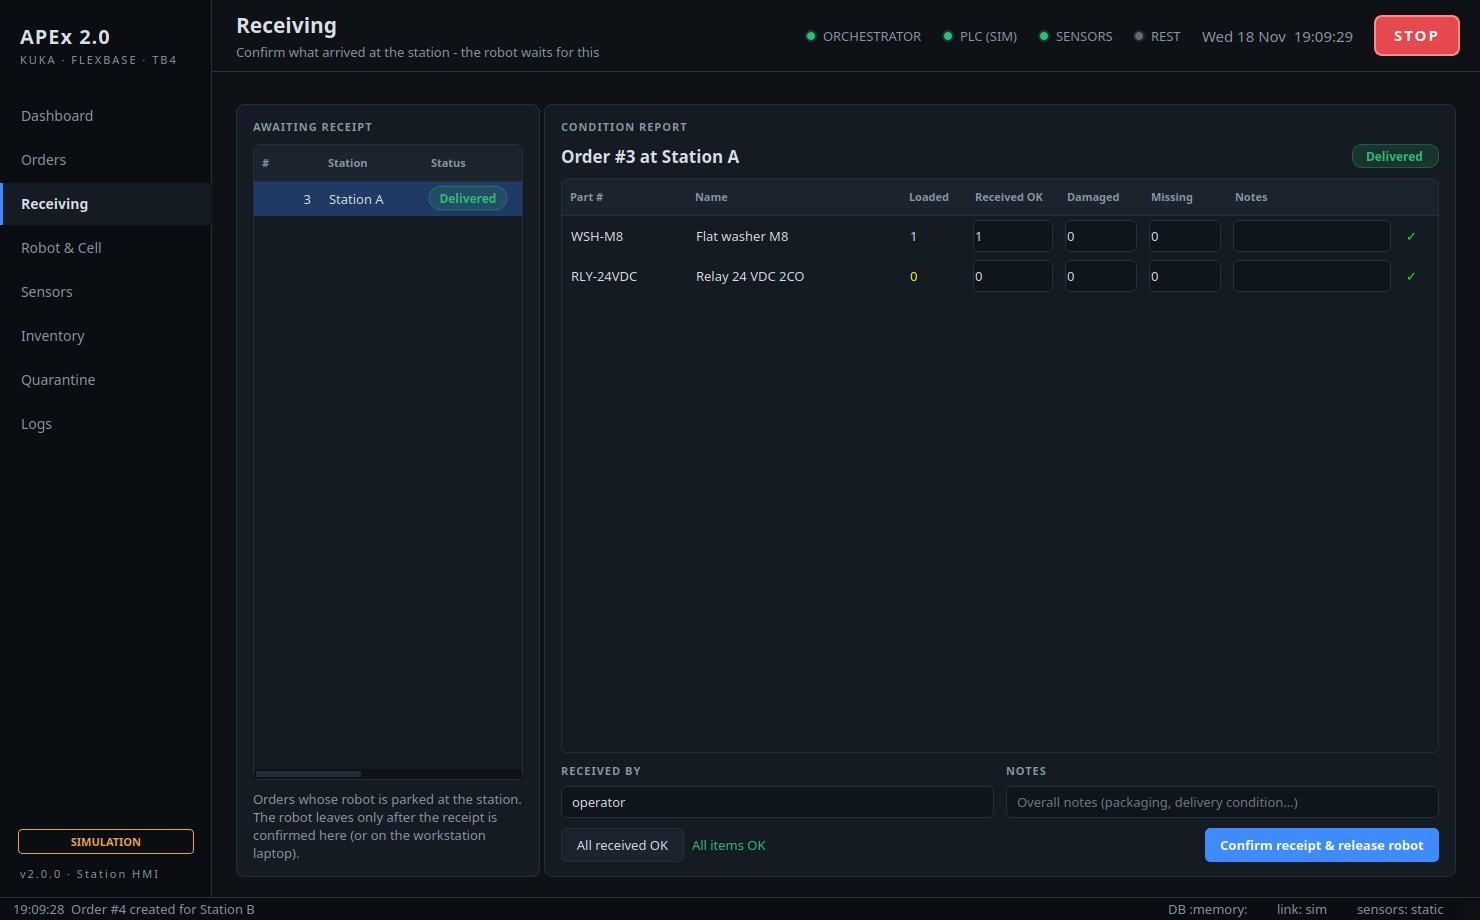 APEx 2.0
KUKA · FLEXBASE · TB4
Dashboard
Orders
Receiving
Robot & Cell
Sensors
Inventory
Quarantine
Logs
SIMULATION
v2.0.0 · Station HMI
Receiving
Confirm what arrived at the station - the robot waits for this
ORCHESTRATOR
PLC (SIM)
SENSORS
REST
Wed 18 Nov 19:09:29
STOP
AWAITING RECEIPT
# Station Status
3 Station A Delivered
Orders whose robot is parked at the station.
The robot leaves only after the receipt is
confirmed here (or on the workstation
laptop).
CONDITION REPORT
Order #3 at Station A
Delivered
Part # Name Loaded Received OK Damaged Missing Notes
WSH-M8 Flat washer M8 1 1 0 0 ✓
RLY-24VDC Relay 24 VDC 2CO 0 0 0 0 ✓
RECEIVED BY
operator
NOTES
Overall notes (packaging, delivery condition...)
All received OK
All items OK
Confirm receipt & release robot
19:09:28 Order #4 created for Station B
DB :memory:
link: sim
sensors: static